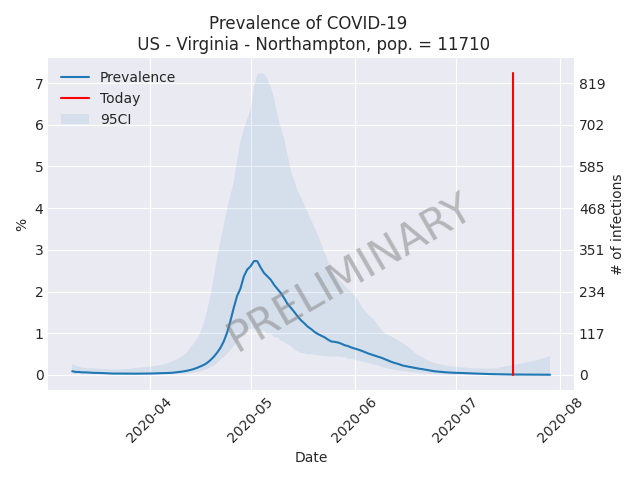 Prevalence of COVID-19
US - Virginia - Northampton, pop. = 11710
Prevalence
Today
95CI
7
6
5
4
3
2
1
0
%
819
702
585
468
351
234
117
0
# of infections
PRELIMINARY
2020-04
2020-05
2020-06
2020-07
2020-08
Date